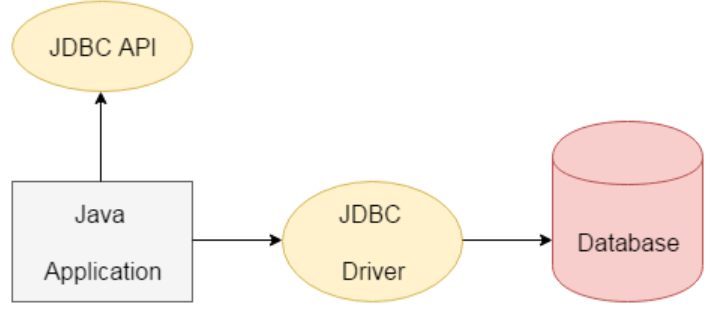 JDBC API
Java
Application
JDBC
Driver
Database